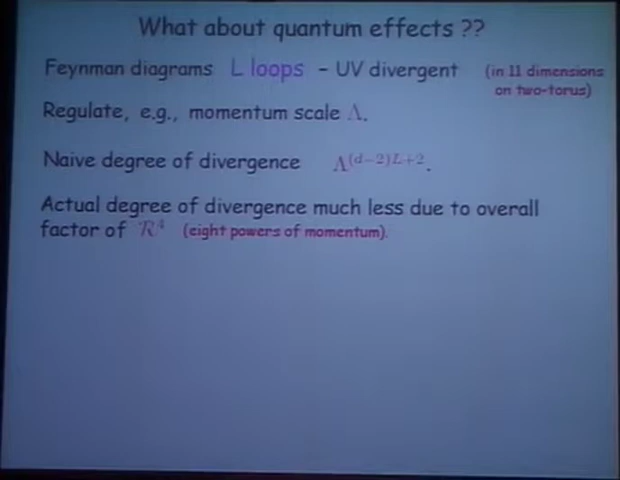 What about quantum effects ??
Feynman diagrams L loops – UV divergent (in 11 dimensions
on two-torus)
Regulate, e.g., momentum scale Λ.
Naive degree of divergence Λ^{(d−2)L+2}.
Actual degree of divergence much less due to overall
factor of R⁴ (eight powers of momentum).